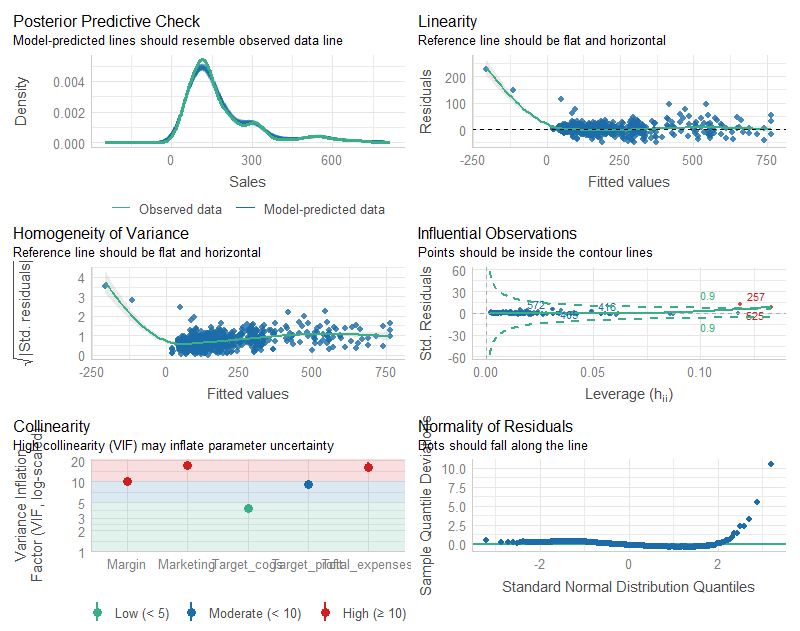 Posterior Predictive Check
Model-predicted lines should resemble observed data line
Density
0.004
0.002
0.000
0
300
600
Sales
Observed data
Model-predicted data
Linearity
Reference line should be flat and horizontal
Residuals
200
100
0
-250
0
250
500
750
Fitted values
Homogeneity of Variance
Reference line should be flat and horizontal
√|Std. residuals|
4
3
2
1
0
-250
0
250
500
750
Fitted values
Influential Observations
Points should be inside the contour lines
Std. Residuals
60
30
0
-30
-60
572
405
416
0.9
0.9
257
625
0.00
0.05
0.10
Leverage (hii)
Collinearity
High collinearity (VIF) may inflate parameter uncertainty
Variance Inflation
Factor (VIF, log-scaled)
20
10
5
3
2
1
Margin
Marketing
Target_cogs
Target_profit
Total_expenses
Low (< 5)
Moderate (< 10)
High (≥ 10)
Normality of Residuals
Dots should fall along the line
Sample Quantile Deviations
10.0
7.5
5.0
2.5
0.0
-2
0
2
Standard Normal Distribution Quantiles